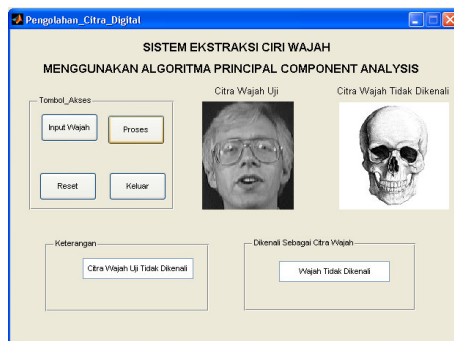 Pengolahan_Citra_Digital
SISTEM EKSTRAKSI CIRI WAJAH
MENGGUNAKAN ALGORITMA PRINCIPAL COMPONENT ANALYSIS
Tombol_Akses
Input Wajah
Proses
Reset
Keluar
Citra Wajah Uji
Citra Wajah Tidak Dikenali
Keterangan
Citra Wajah Uji Tidak Dikenali
Dikenali Sebagai Citra Wajah
Wajah Tidak Dikenali